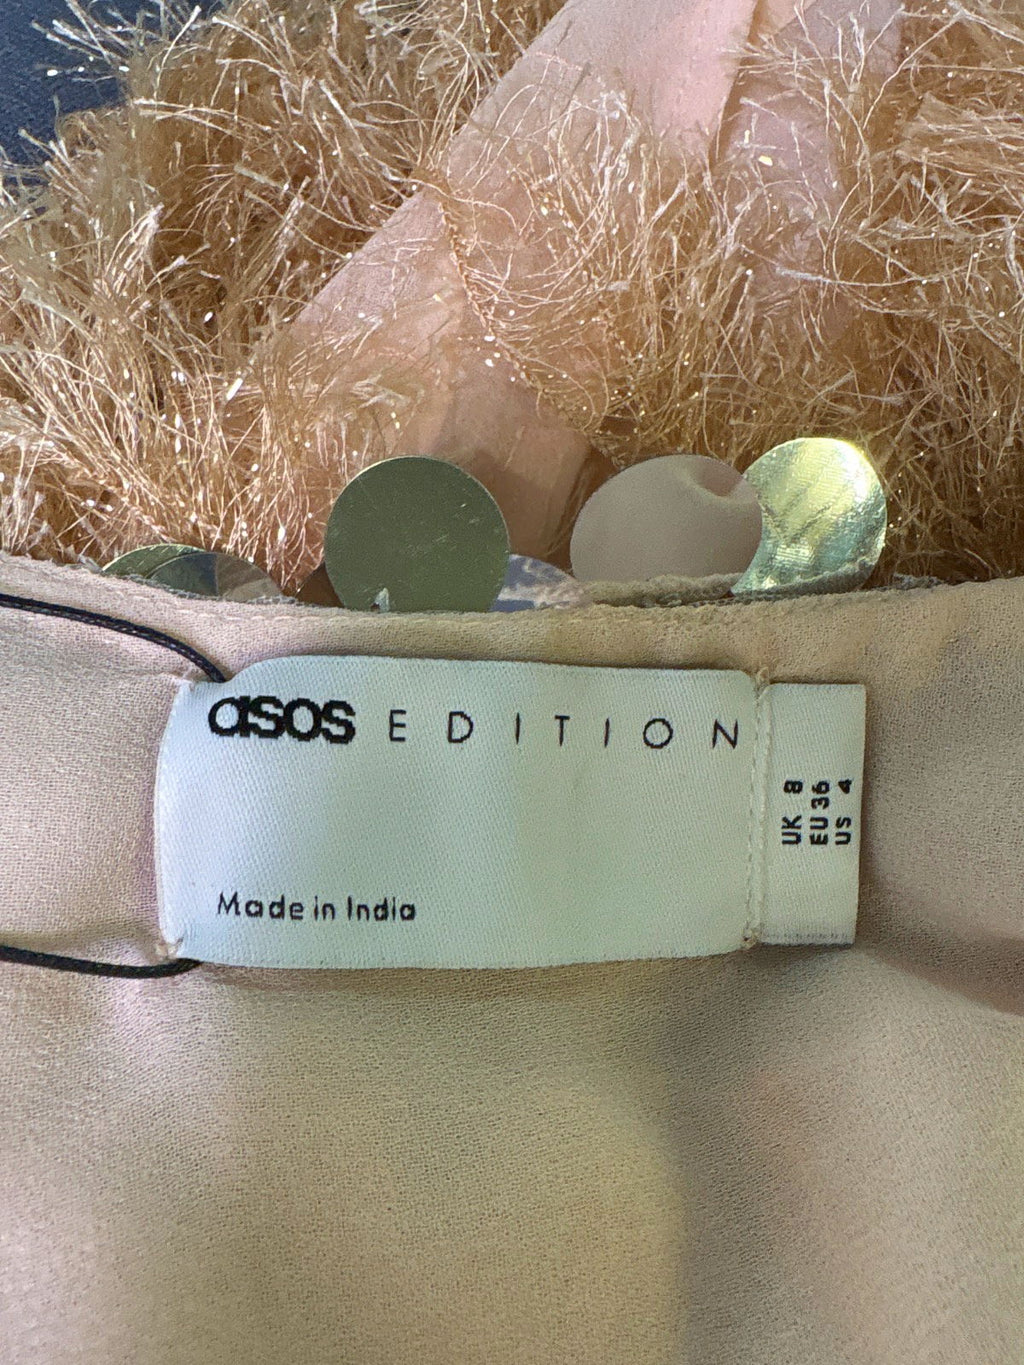 asos EDITION
Made in India
UK 8
EU 36
US 4